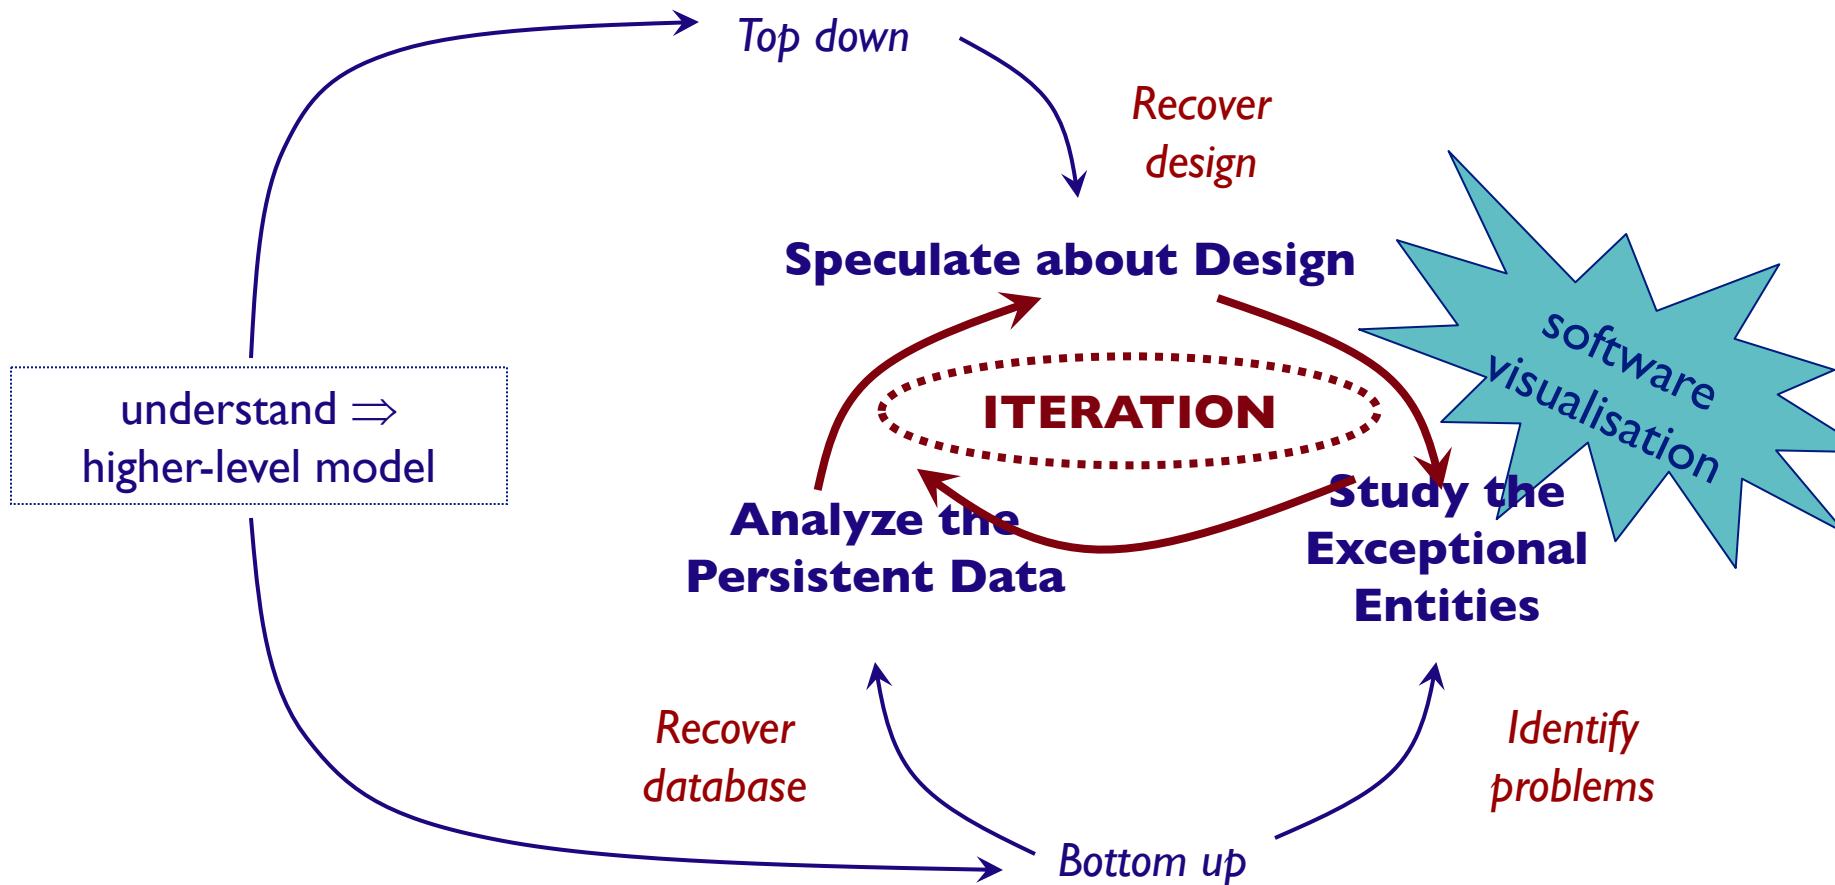 Top down
Recover
design
Speculate about Design
software
visualisation
ITERATION
understand ⇒
higher-level model
Analyze the
Persistent Data
Study the
Exceptional
Entities
Recover
database
Identify
problems
Bottom up